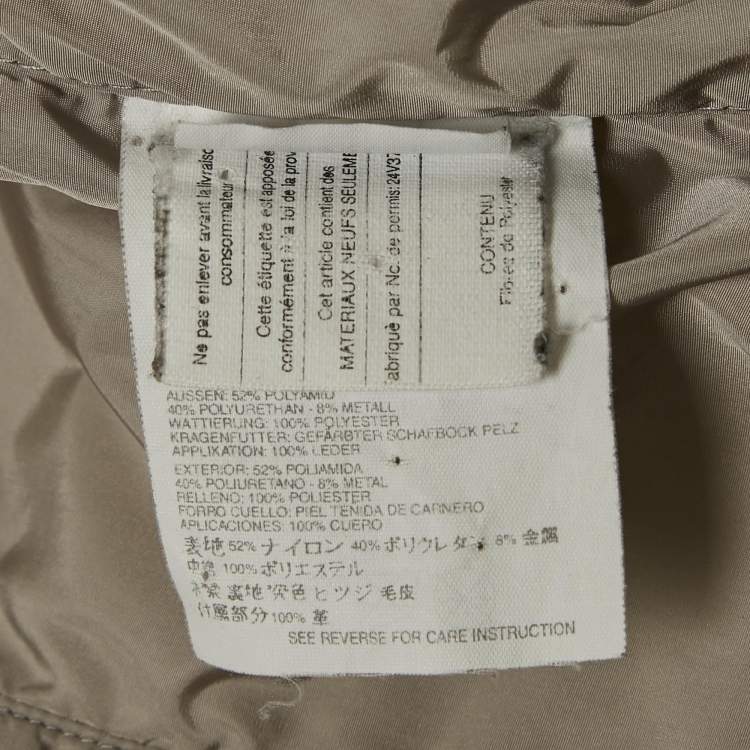 Ne pas enlever avant la livraiso
consommateur
Cette étiquette est apposée
conformément à la loi de la prov
Cet article contient des
MATERIAUX NEUFS SEULEME
fabriqué par No. de permis: 24V37
CONTENU
Fibres de Polyester
AUSSEN: 52% POLYAMID
40% POLYURETHAN - 8% METALL
WATTIERUNG: 100% POLYESTER
KRAGENFUTTER: GEFÄRBTER SCHAFBOCK PELZ
APPLIKATION: 100% LEDER
EXTERIOR: 52% POLIAMIDA
40% POLIURETANO - 8% METAL
RELLENO: 100% POLIESTER
FORRO CUELLO: PIEL TENIDA DE CARNERO
APLICACIONES: 100% CUERO
表地 52% ナイロン 40% ポリウレタン 8% 金属
中綿 100% ポリエステル
裏地 染色 ヒツジ 毛皮
付属部分 100% 革
SEE REVERSE FOR CARE INSTRUCTION